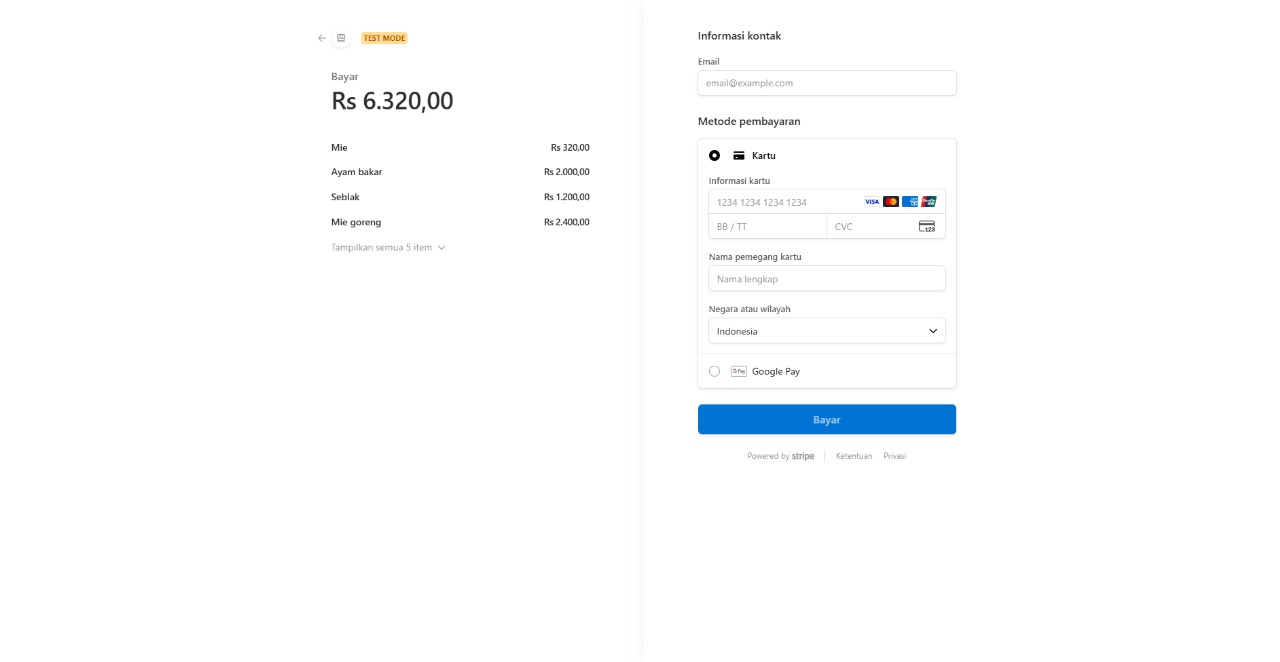 TEST MODE
Bayar
Rs 6.320,00
Mie Rs 320,00
Ayam bakar Rs 2.000,00
Seblak Rs 1.200,00
Mie goreng Rs 2.400,00
Tampilkan semua 5 item
Informasi kontak
Email
email@example.com
Metode pembayaran
Kartu
Informasi kartu
1234 1234 1234 1234 VISA
BB / TT CVC 123
Nama pemegang kartu
Nama lengkap
Negara atau wilayah
Indonesia
G Pay Google Pay
Bayar
Powered by stripe Ketentuan Privasi